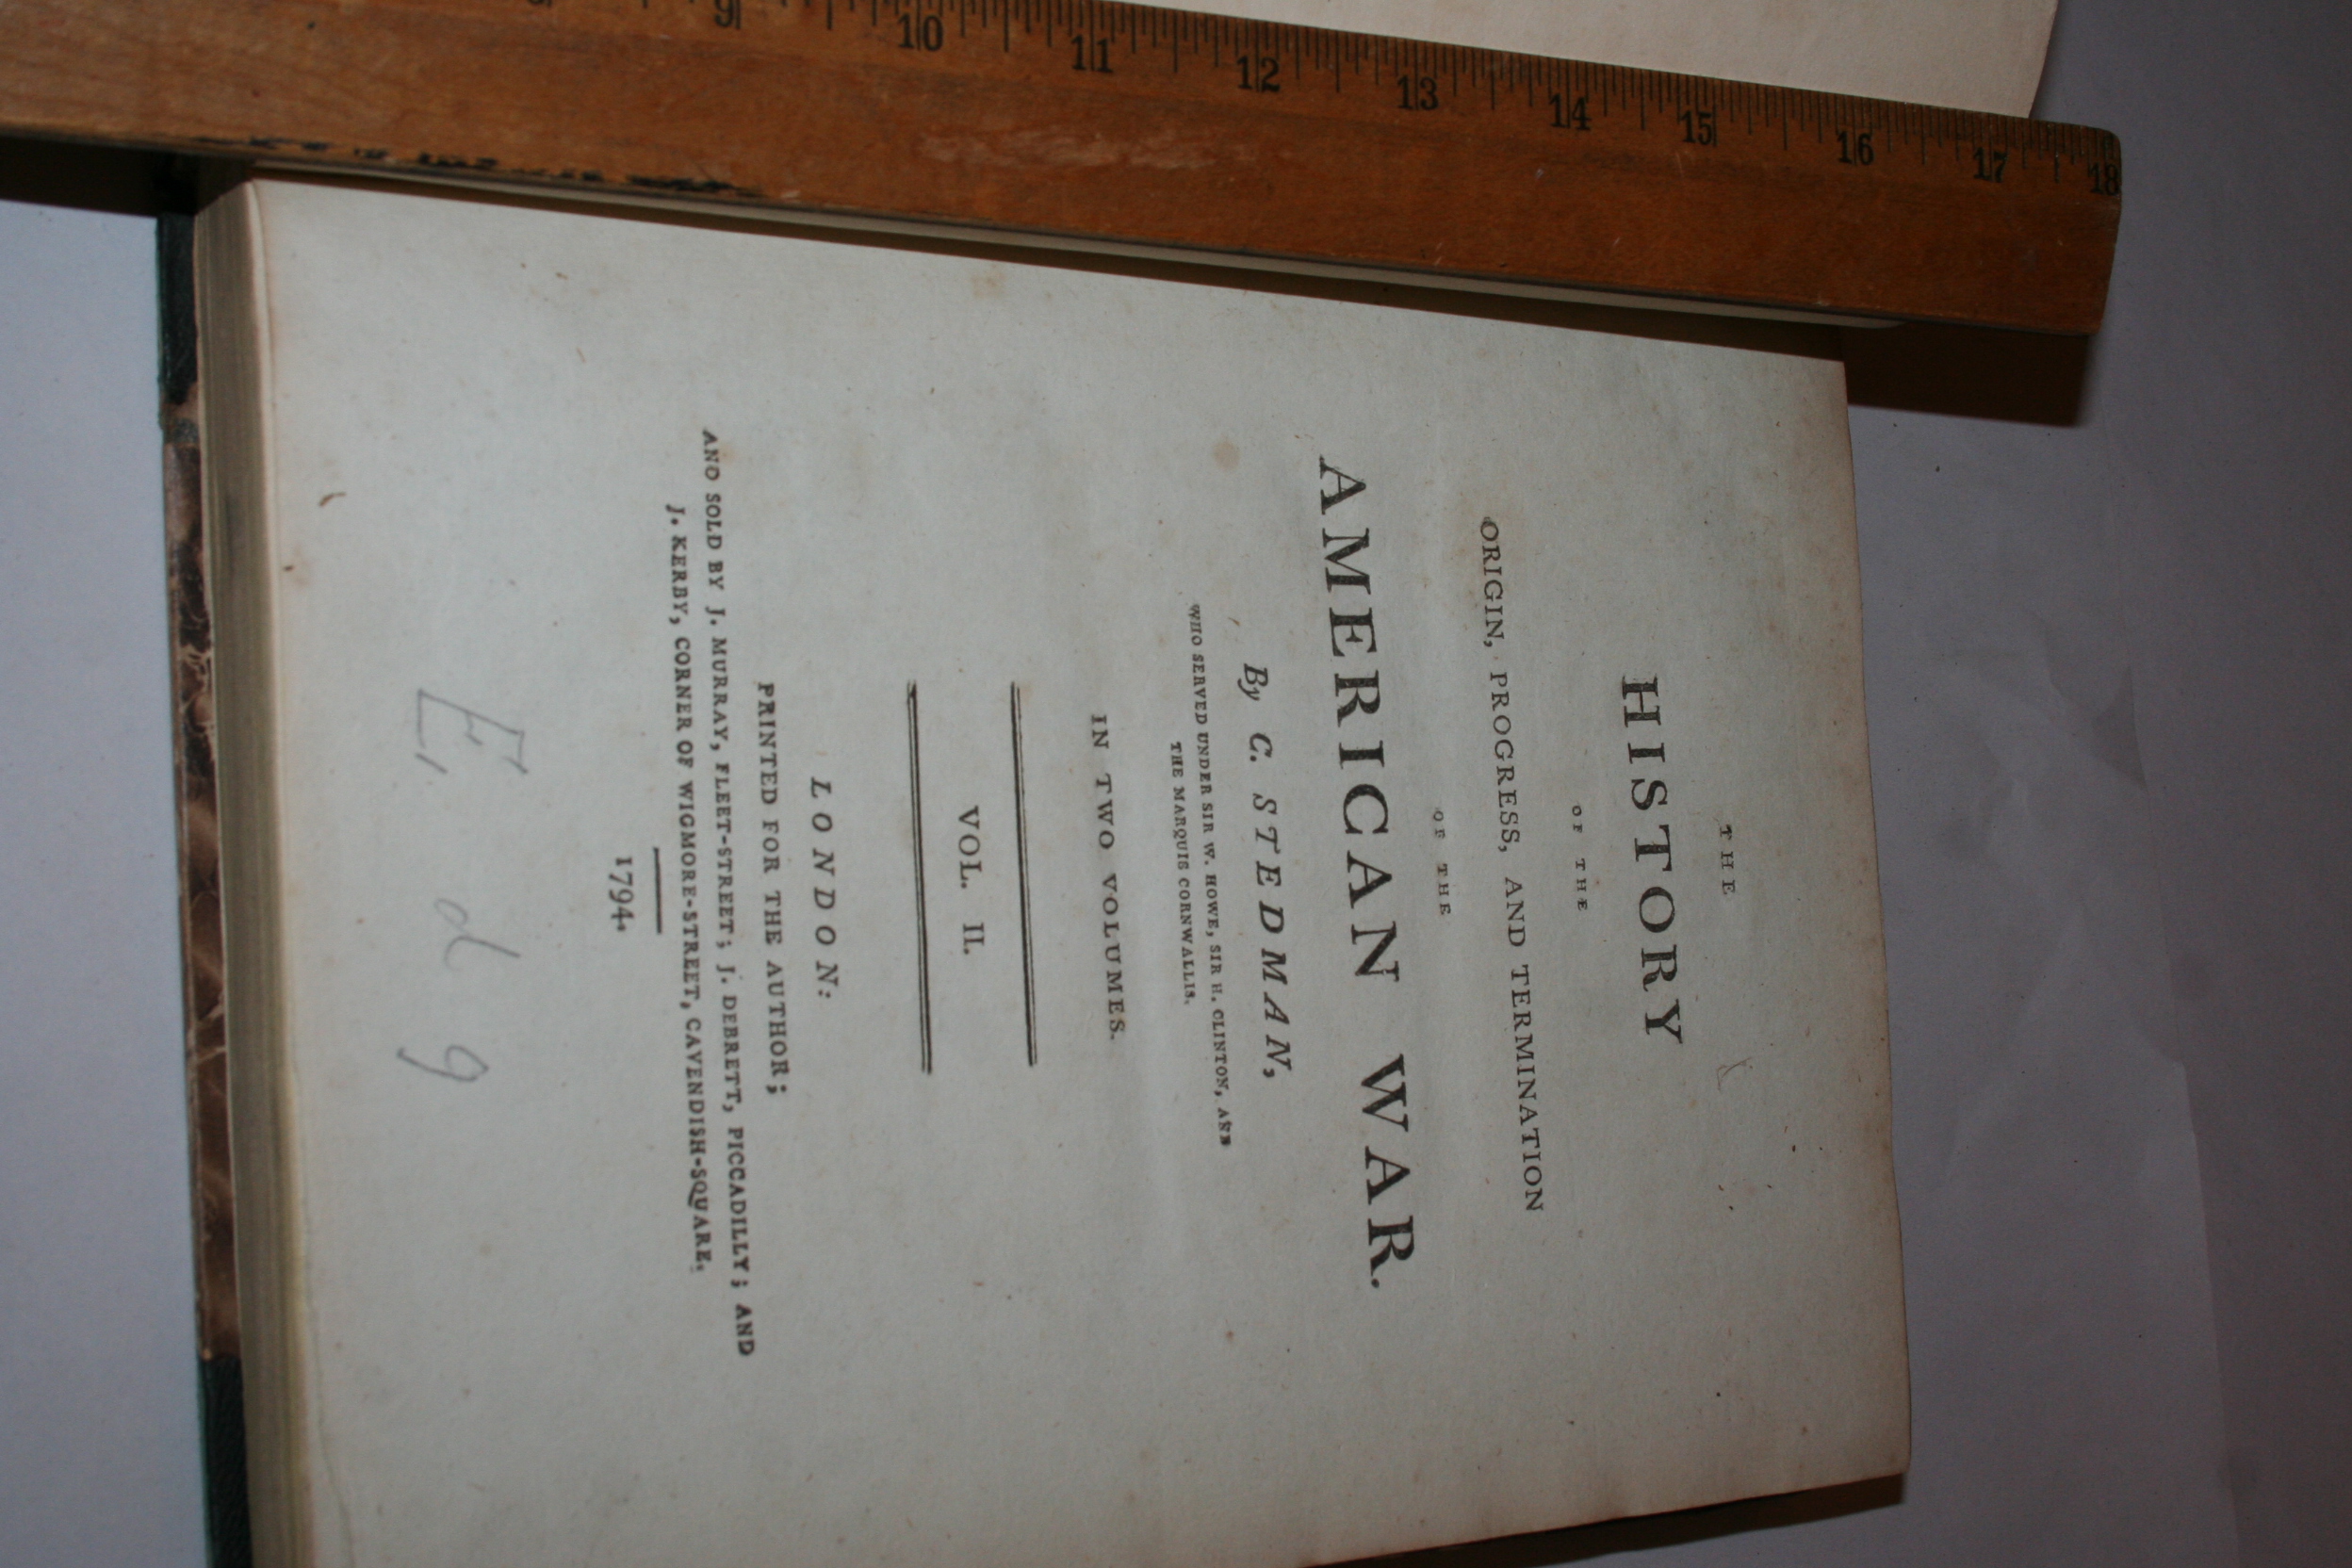 THE
HISTORY
OF THE
ORIGIN, PROGRESS, AND TERMINATION
OF THE
AMERICAN WAR.
By C. STEDMAN,
WHO SERVED UNDER SIR W. HOWE, SIR H. CLINTON, AND
THE MARQUIS CORNWALLIS.
IN TWO VOLUMES.
VOL. II.
LONDON:
PRINTED FOR THE AUTHOR;
AND SOLD BY J. MURRAY, FLEET-STREET; J. DEBRETT, PICCADILLY; AND
J. KERBY, CORNER OF WIGMORE-STREET, CAVENDISH-SQUARE.
1794.
E, d g
9 10 11 12 13 14 15 16 17 18